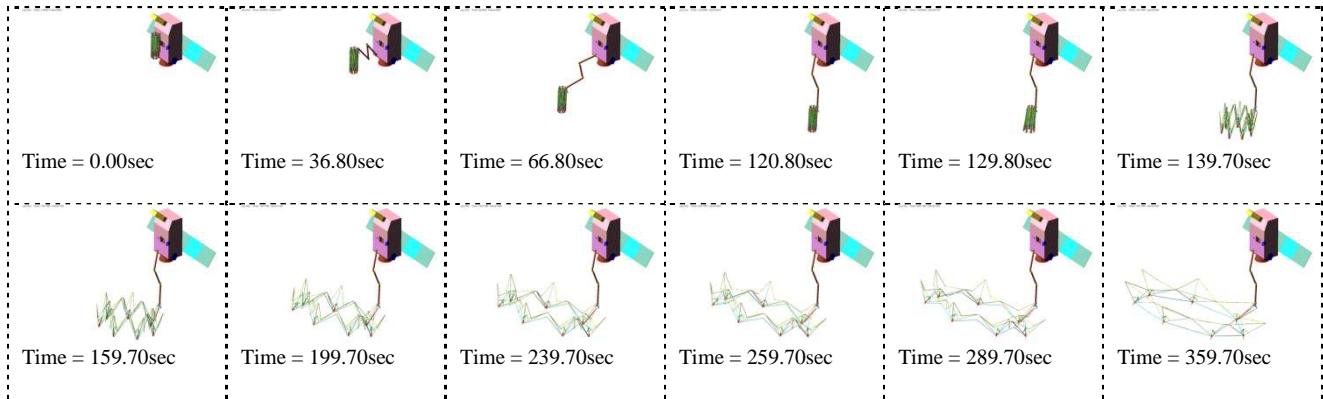 Time = 0.00sec
Time = 36.80sec
Time = 66.80sec
Time = 120.80sec
Time = 129.80sec
Time = 139.70sec
Time = 159.70sec
Time = 199.70sec
Time = 239.70sec
Time = 259.70sec
Time = 289.70sec
Time = 359.70sec